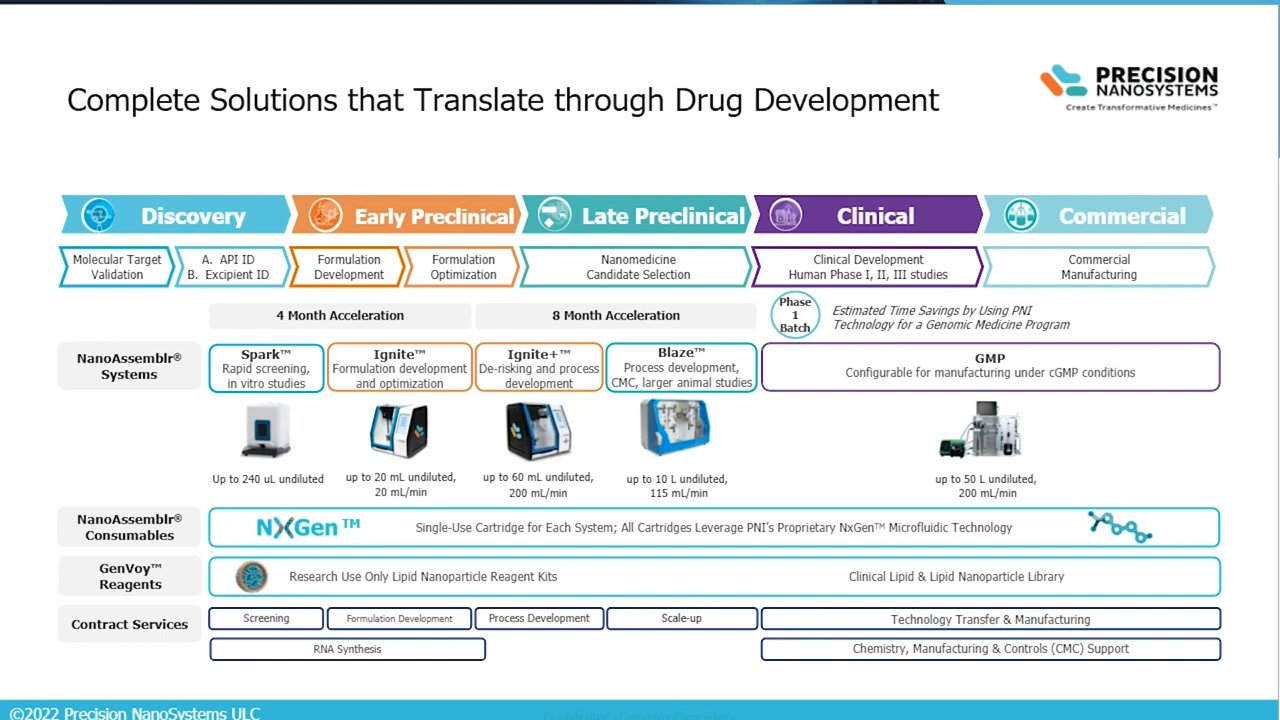 Complete Solutions that Translate through Drug Development
PRECISION
NANOSYSTEMS
Create Transformative Medicines™
Discovery
Early Preclinical
Late Preclinical
Clinical
Commercial
Molecular Target
Validation
A. API ID
B. Excipient ID
Formulation
Development
Formulation
Optimization
Nanomedicine
Candidate Selection
Clinical Development
Human Phase I, II, III studies
Commercial
Manufacturing
4 Month Acceleration
8 Month Acceleration
Phase
1
Batch
Estimated Time Savings by Using PNI
Technology for a Genomic Medicine Program
NanoAssemblr®
Systems
Spark™
Rapid screening,
in vitro studies
Ignite™
Formulation development
and optimization
Ignite+™
De-risking and process
development
Blaze™
Process development,
CMC, larger animal studies
GMP
Configurable for manufacturing under cGMP conditions
Up to 240 uL undiluted
up to 20 mL undiluted,
20 mL/min
up to 60 mL undiluted,
200 mL/min
up to 10 L undiluted,
115 mL/min
up to 50 L undiluted,
200 mL/min
NanoAssemblr®
Consumables
NXGen™
Single-Use Cartridge for Each System; All Cartridges Leverage PNI's Proprietary NxGen™ Microfluidic Technology
GenVoy™
Reagents
Research Use Only Lipid Nanoparticle Reagent Kits
Clinical Lipid & Lipid Nanoparticle Library
Contract Services
Screening
Formulation Development
Process Development
Scale-up
Technology Transfer & Manufacturing
RNA Synthesis
Chemistry, Manufacturing & Controls (CMC) Support
©2022 Precision NanoSystems ULC
Confidential - Company Proprietary